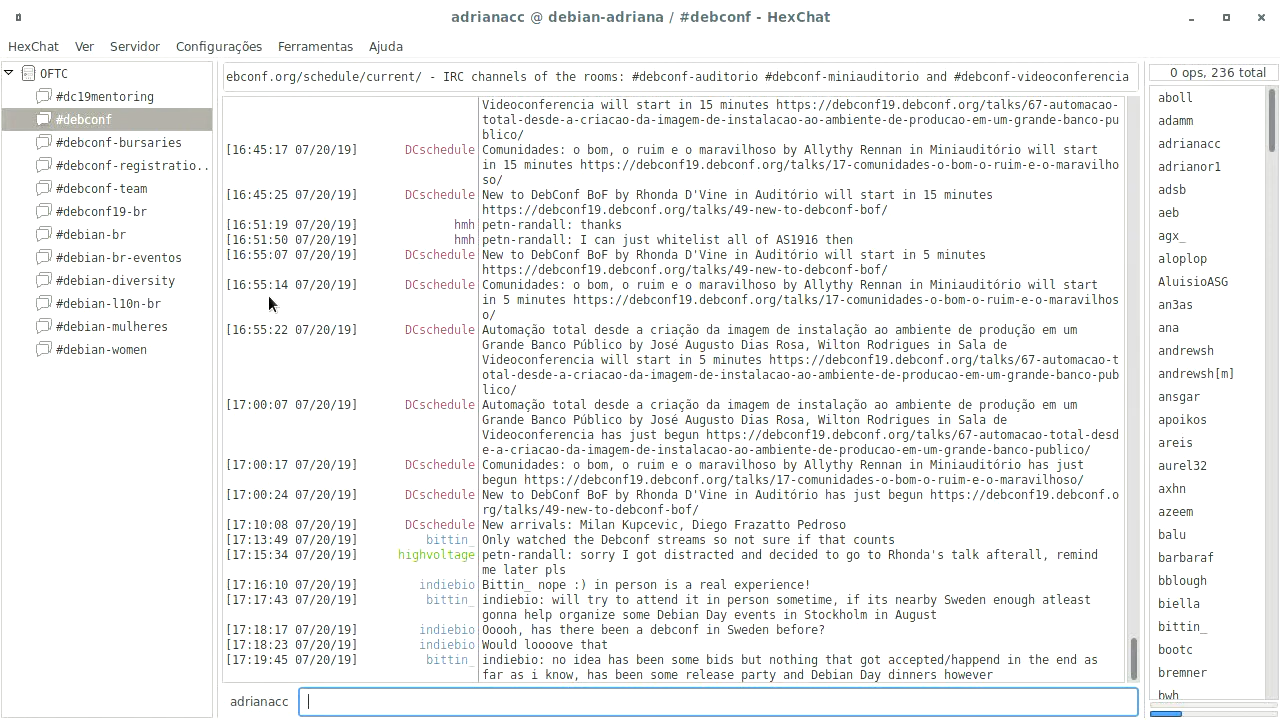 adrianacc @ debian-adriana / #debconf - HexChat
HexChat Ver Servidor Configurações Ferramentas Ajuda
OFTC
#dc19mentoring
#debconf
#debconf-bursaries
#debconf-registratio..
#debconf-team
#debconf19-br
#debian-br
#debian-br-eventos
#debian-diversity
#debian-l10n-br
#debian-mulheres
#debian-women
ebconf.org/schedule/current/ - IRC channels of the rooms: #debconf-auditorio #debconf-miniauditorio and #debconf-videoconferencia
Videoconferencia will start in 15 minutes https://debconf19.debconf.org/talks/67-automacao-
total-desde-a-criacao-da-imagem-de-instalacao-ao-ambiente-de-producao-em-um-grande-banco-pu
blico/
[16:45:17 07/20/19] DCschedule Comunidades: o bom, o ruim e o maravilhoso by Allythy Rennan in Miniauditório will start
in 15 minutes https://debconf19.debconf.org/talks/17-comunidades-o-bom-o-ruim-e-o-maravilho
so/
[16:45:25 07/20/19] DCschedule New to DebConf BoF by Rhonda D'Vine in Auditório will start in 15 minutes
https://debconf19.debconf.org/talks/49-new-to-debconf-bof/
[16:51:19 07/20/19] hmh petn-randall: thanks
[16:51:50 07/20/19] hmh petn-randall: I can just whitelist all of AS1916 then
[16:55:07 07/20/19] DCschedule New to DebConf BoF by Rhonda D'Vine in Auditório will start in 5 minutes
https://debconf19.debconf.org/talks/49-new-to-debconf-bof/
[16:55:14 07/20/19] DCschedule Comunidades: o bom, o ruim e o maravilhoso by Allythy Rennan in Miniauditório will start
in 5 minutes https://debconf19.debconf.org/talks/17-comunidades-o-bom-o-ruim-e-o-maravilhos
o/
[16:55:22 07/20/19] DCschedule Automação total desde a criação da imagem de instalação ao ambiente de produção em um
Grande Banco Público by José Augusto Dias Rosa, Wilton Rodrigues in Sala de
Videoconferencia will start in 5 minutes https://debconf19.debconf.org/talks/67-automacao-t
otal-desde-a-criacao-da-imagem-de-instalacao-ao-ambiente-de-producao-em-um-grande-banco-pub
lico/
[17:00:07 07/20/19] DCschedule Automação total desde a criação da imagem de instalação ao ambiente de produção em um
Grande Banco Público by José Augusto Dias Rosa, Wilton Rodrigues in Sala de
Videoconferencia has just begun https://debconf19.debconf.org/talks/67-automacao-total-desd
e-a-criacao-da-imagem-de-instalacao-ao-ambiente-de-producao-em-um-grande-banco-publico/
[17:00:17 07/20/19] DCschedule Comunidades: o bom, o ruim e o maravilhoso by Allythy Rennan in Miniauditório has just
begun https://debconf19.debconf.org/talks/17-comunidades-o-bom-o-ruim-e-o-maravilhoso/
[17:00:24 07/20/19] DCschedule New to DebConf BoF by Rhonda D'Vine in Auditório has just begun https://debconf19.debconf.o
rg/talks/49-new-to-debconf-bof/
[17:10:08 07/20/19] DCschedule New arrivals: Milan Kupcevic, Diego Frazatto Pedroso
[17:13:49 07/20/19] bittin_ Only watched the Debconf streams so not sure if that counts
[17:15:34 07/20/19] highvoltage petn-randall: sorry I got distracted and decided to go to Rhonda's talk afterall, remind
me later pls
[17:16:10 07/20/19] indiebio Bittin_ nope :) in person is a real experience!
[17:17:43 07/20/19] bittin_ indiebio: will try to attend it in person sometime, if its nearby Sweden enough atleast
gonna help organize some Debian Day events in Stockholm in August
[17:18:17 07/20/19] indiebio Ooooh, has there been a debconf in Sweden before?
[17:18:23 07/20/19] indiebio Would loooove that
[17:19:45 07/20/19] bittin_ indiebio: no idea has been some bids but nothing that got accepted/happend in the end as
far as i know, has been some release party and Debian Day dinners however
adrianacc
0 ops, 236 total
aboll
adamm
adrianacc
adrianor1
adsb
aeb
agx_
aloplop
AluisioASG
an3as
ana
andrewsh
andrewsh[m]
ansgar
apoikos
areis
aurel32
axhn
azeem
balu
barbaraf
bblough
biella
bittin_
bootc
bremner
bwh